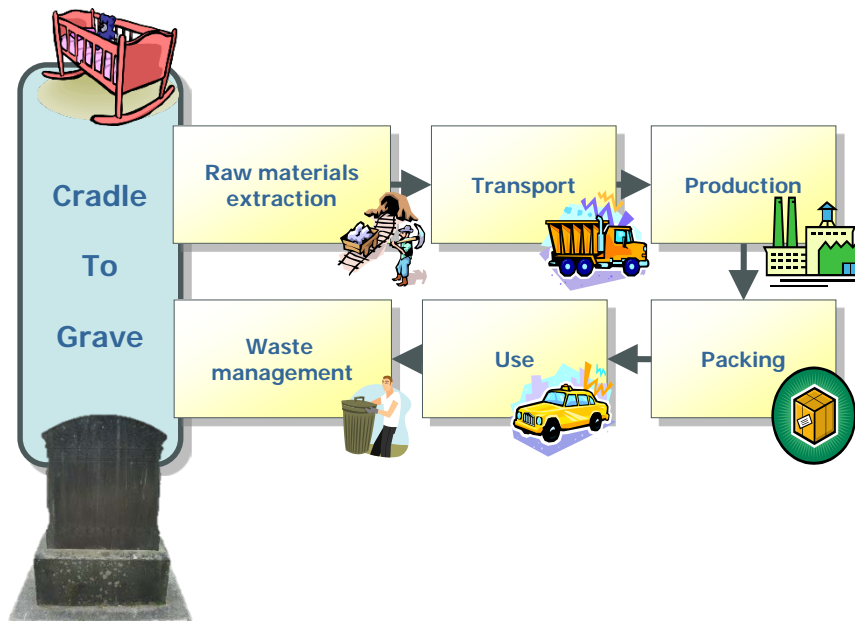 Cradle
To
Grave
Raw materials
extraction
Transport
Production
Packing
Use
Waste
management